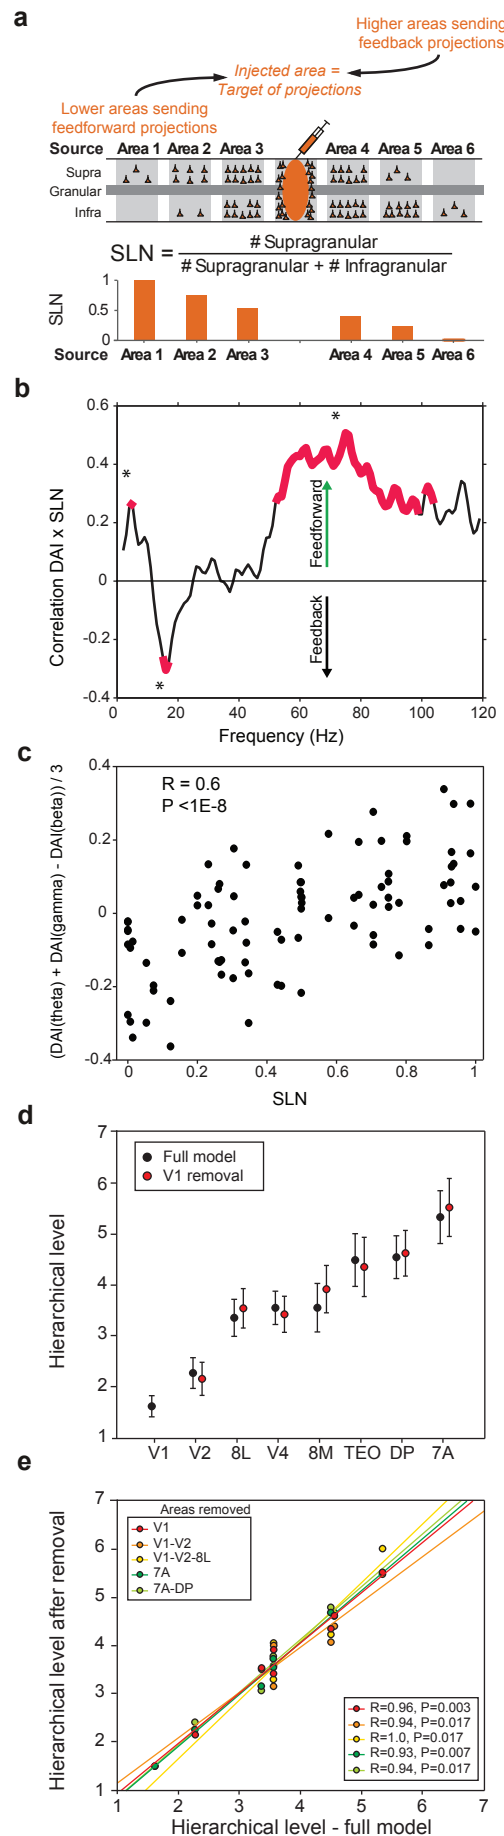 a
Higher areas sending
feedback projections
Injected area =
Target of projections
Lower areas sending
feedforward projections
Source Area 1 Area 2 Area 3 Area 4 Area 5 Area 6
Supra
Granular
Infra
SLN = # Supragranular
# Supragranular + # Infragranular
SLN
1
0.5
0
Source Area 1 Area 2 Area 3 Area 4 Area 5 Area 6
b
Correlation DAI x SLN
0.6
0.4
0.2
0
-0.2
-0.4
*
*
*
Feedforward
Feedback
0 20 40 60 80 100 120
Frequency (Hz)
c
(DAI(theta) + DAI(gamma) - DAI(beta)) / 3
0.4
0.2
0
-0.2
-0.4
R = 0.6
P <1E-8
0 0.2 0.4 0.6 0.8 1
SLN
d
Hierarchical level
7
6
5
4
3
2
1
Full model
V1 removal
V1 V2 8L V4 8M TEO DP 7A
e
Hierarchical level after removal
7
6
5
4
3
2
1
Areas removed
V1
V1-V2
V1-V2-8L
7A
7A-DP
R=0.96, P=0.003
R=0.94, P=0.017
R=1.0, P=0.017
R=0.93, P=0.007
R=0.94, P=0.017
1 2 3 4 5 6 7
Hierarchical level - full model